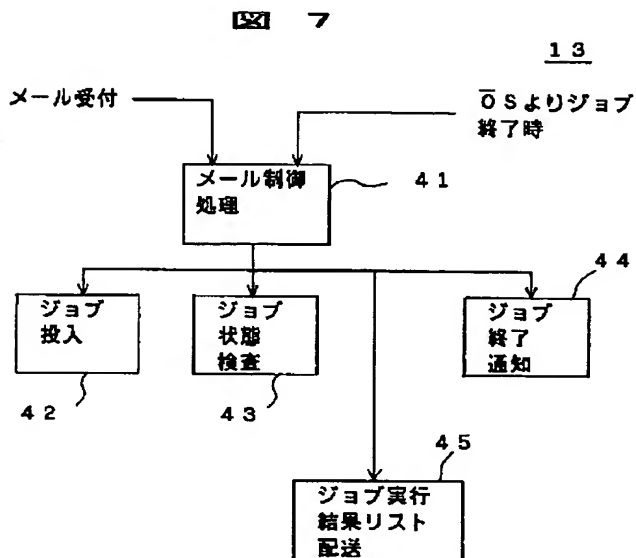 図 7
13
メール受付
OSよりジョブ
終了時
メール制御
処理
41
44
ジョブ
投入
ジョブ
状態
検査
ジョブ
終了
通知
42
43
45
ジョブ実行
結果リスト
配送